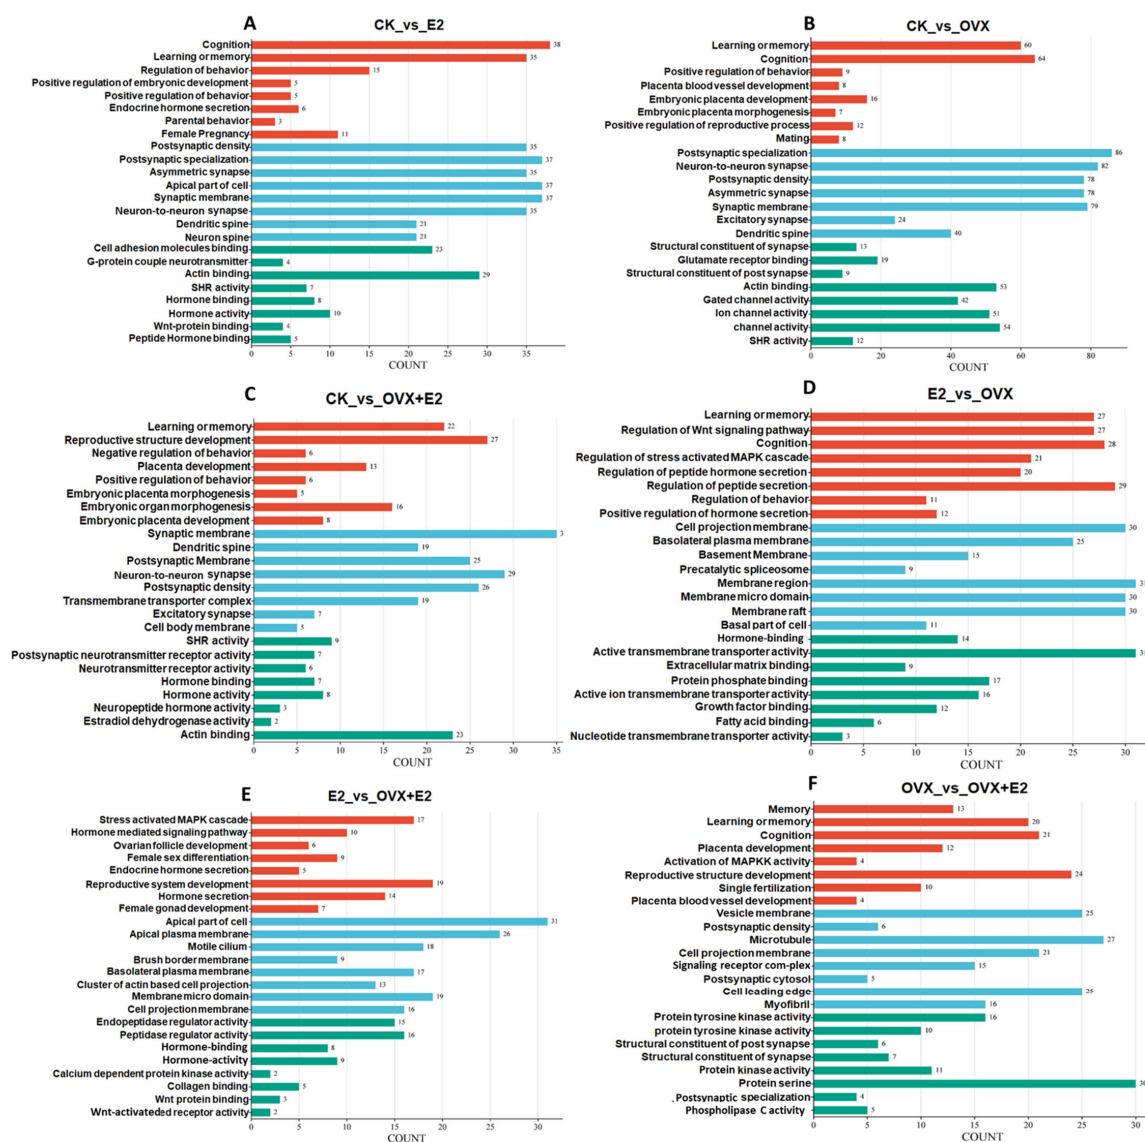 A
CK_vs_E2
Cognition 38
Learning or memory 35
Regulation of behavior 15
Positive regulation of embryonic development 5
Positive regulation of behavior 5
Endocrine hormone secretion 6
Parental behavior 3
Female Pregnancy 11
Postsynaptic density 35
Postsynaptic specialization 37
Asymmetric synapse 35
Apical part of cell 37
Synaptic membrane 37
Neuron-to-neuron synapse 35
Dendritic spine 21
Neuron spine 21
Cell adhesion molecules binding 23
G-protein couple neurotransmitter 4
Actin binding 29
SHR activity 7
Hormone binding 8
Hormone activity 10
Wnt-protein binding 4
Peptide Hormone binding 5
0 5 10 15 20 25 30 35
COUNT
B
CK_vs_OVX
Learning or memory 60
Cognition 64
Positive regulation of behavior 9
Placenta blood vessel development 8
Embryonic placenta development 16
Embryonic placenta morphogenesis 7
Positive regulation of reproductive process 12
Mating 8
Postsynaptic specialization 86
Neuron-to-neuron synapse 82
Postsynaptic density 78
Asymmetric synapse 78
Synaptic membrane 79
Excitatory synapse 24
Dendritic spine 40
Structural constituent of synapse 13
Glutamate receptor binding 19
Structural constituent of post synapse 9
Actin binding 53
Gated channel activity 42
Ion channel activity 51
channel activity 54
SHR activity 12
0 20 40 60 80
COUNT
C
CK_vs_OVX+E2
Learning or memory 22
Reproductive structure development 27
Negative regulation of behavior 6
Placenta development 13
Positive regulation of behavior 6
Embryonic placenta morphogenesis 5
Embryonic organ morphogenesis 16
Embryonic placenta development 8
Synaptic membrane 3
Dendritic spine 19
Postsynaptic Membrane 25
Neuron-to-neuron synapse 29
Postsynaptic density 26
Transmembrane transporter complex 19
Excitatory synapse 7
Cell body membrane 5
SHR activity 9
Postsynaptic neurotransmitter receptor activity 7
Neurotransmitter receptor activity 6
Hormone binding 7
Hormone activity 8
Neuropeptide hormone activity 3
Estradiol dehydrogenase activity 2
Actin binding 23
0 5 10 15 20 25 30 35
COUNT
D
E2_vs_OVX
Learning or memory 27
Regulation of Wnt signaling pathway 27
Cognition 28
Regulation of stress activated MAPK cascade 21
Regulation of peptide hormone secretion 20
Regulation of peptide secretion 29
Regulation of behavior 11
Positive regulation of hormone secretion 12
Cell projection membrane 30
Basolateral plasma membrane 25
Basement Membrane 15
Precatalytic spliceosome 9
Membrane region 31
Membrane micro domain 30
Membrane raft 30
Basal part of cell 11
Hormone-binding 14
Active transmembrane transporter activity 31
Extracellular matrix binding 9
Protein phosphate binding 17
Active ion transmembrane transporter activity 16
Growth factor binding 12
Fatty acid binding 6
Nucleotide transmembrane transporter activity 3
0 5 10 15 20 25 30
COUNT
E
E2_vs_OVX+E2
Stress activated MAPK cascade 17
Hormone mediated signaling pathway 10
Ovarian follicle development 6
Female sex differentiation 9
Endocrine hormone secretion 5
Reproductive system development 19
Hormone secretion 14
Female gonad development 7
Apical part of cell 31
Apical plasma membrane 26
Motile cilium 18
Brush border membrane 9
Basolateral plasma membrane 17
Cluster of actin based cell projection 13
Membrane micro domain 19
Cell projection membrane 16
Endopeptidase regulator activity 15
Peptidase regulator activity 16
Hormone-binding 8
Hormone-activity 9
Calcium dependent protein kinase activity 2
Collagen binding 5
Wnt protein binding 3
Wnt-activateded receptor activity 2
0 5 10 15 20 25 30
COUNT
F
OVX_vs_OVX+E2
Memory 13
Learning or memory 20
Cognition 21
Placenta development 12
Activation of MAPKK activity 4
Reproductive structure development 24
Single fertilization 10
Placenta blood vessel development 4
Vesicle membrane 25
Postsynaptic density 6
Microtubule 27
Cell projection membrane 21
Signaling receptor com-plex 15
Postsynaptic cytosol 5
Cell leading edge 25
Myofibril 16
Protein tyrosine kinase activity 16
protein tyrosine kinase activity 10
Structural constituent of post synapse 6
Structural constituent of synapse 7
Protein kinase activity 11
Protein serine 30
Postsynaptic specialization 4
Phospholipase C activity 5
0 5 10 15 20 25 30
COUNT